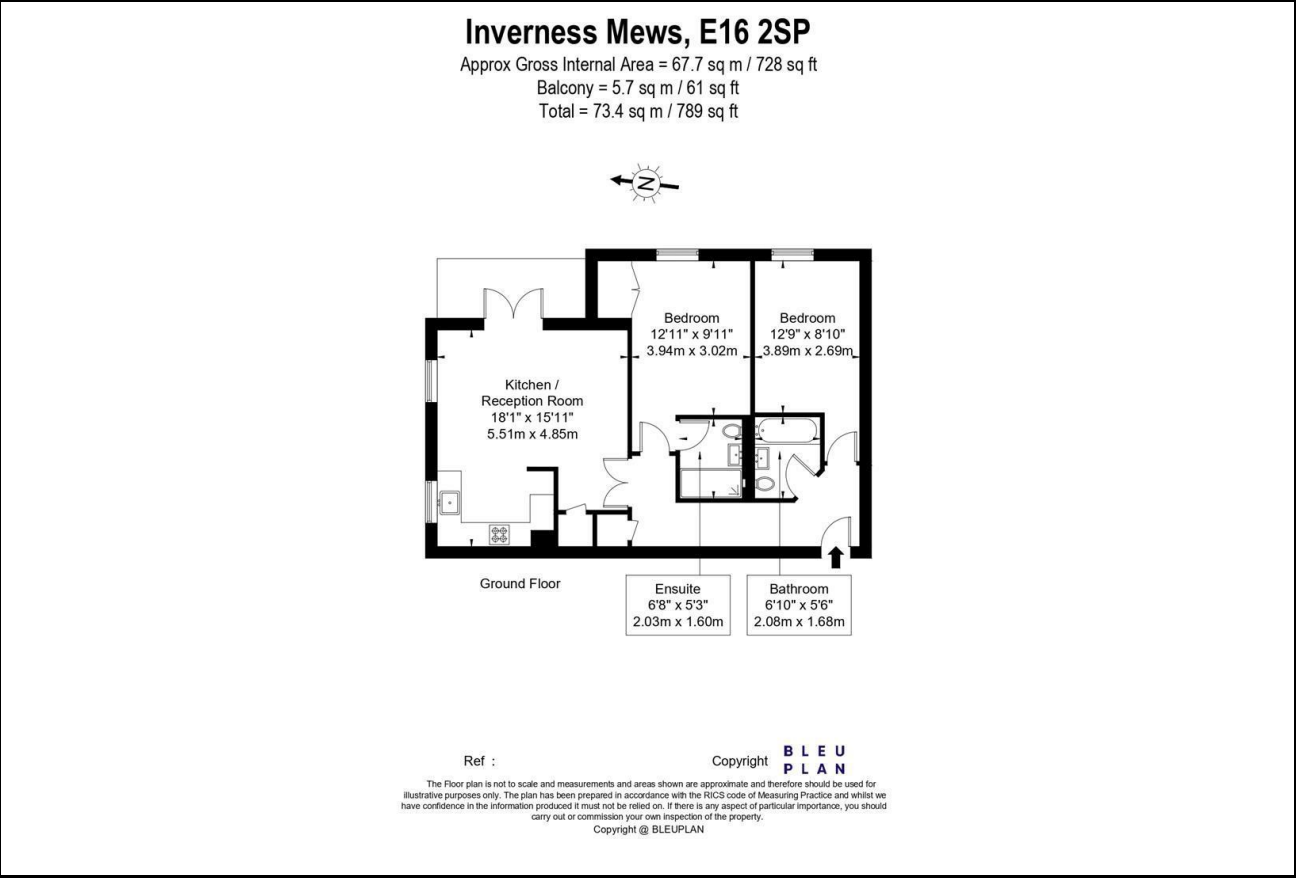 Inverness Mews, E16 2SP
Approx Gross Internal Area = 67.7 sq m / 728 sq ft
Balcony = 5.7 sq m / 61 sq ft
Total = 73.4 sq m / 789 sq ft
N
Bedroom
12'11" x 9'11"
3.94m x 3.02m
Bedroom
12'9" x 8'10"
3.89m x 2.69m
Kitchen /
Reception Room
18'1" x 15'11"
5.51m x 4.85m
Ground Floor
Ensuite
6'8" x 5'3"
2.03m x 1.60m
Bathroom
6'10" x 5'6"
2.08m x 1.68m
Ref :
Copyright
BLEU
PLAN
The Floor plan is not to scale and measurements and areas shown are approximate and therefore should be used for
illustrative purposes only. The plan has been prepared in accordance with the RICS code of Measuring Practice and whilst we
have confidence in the information produced it must not be relied on. If there is any aspect of particular importance, you should
carry out or commission your own inspection of the property.
Copyright @ BLEUPLAN